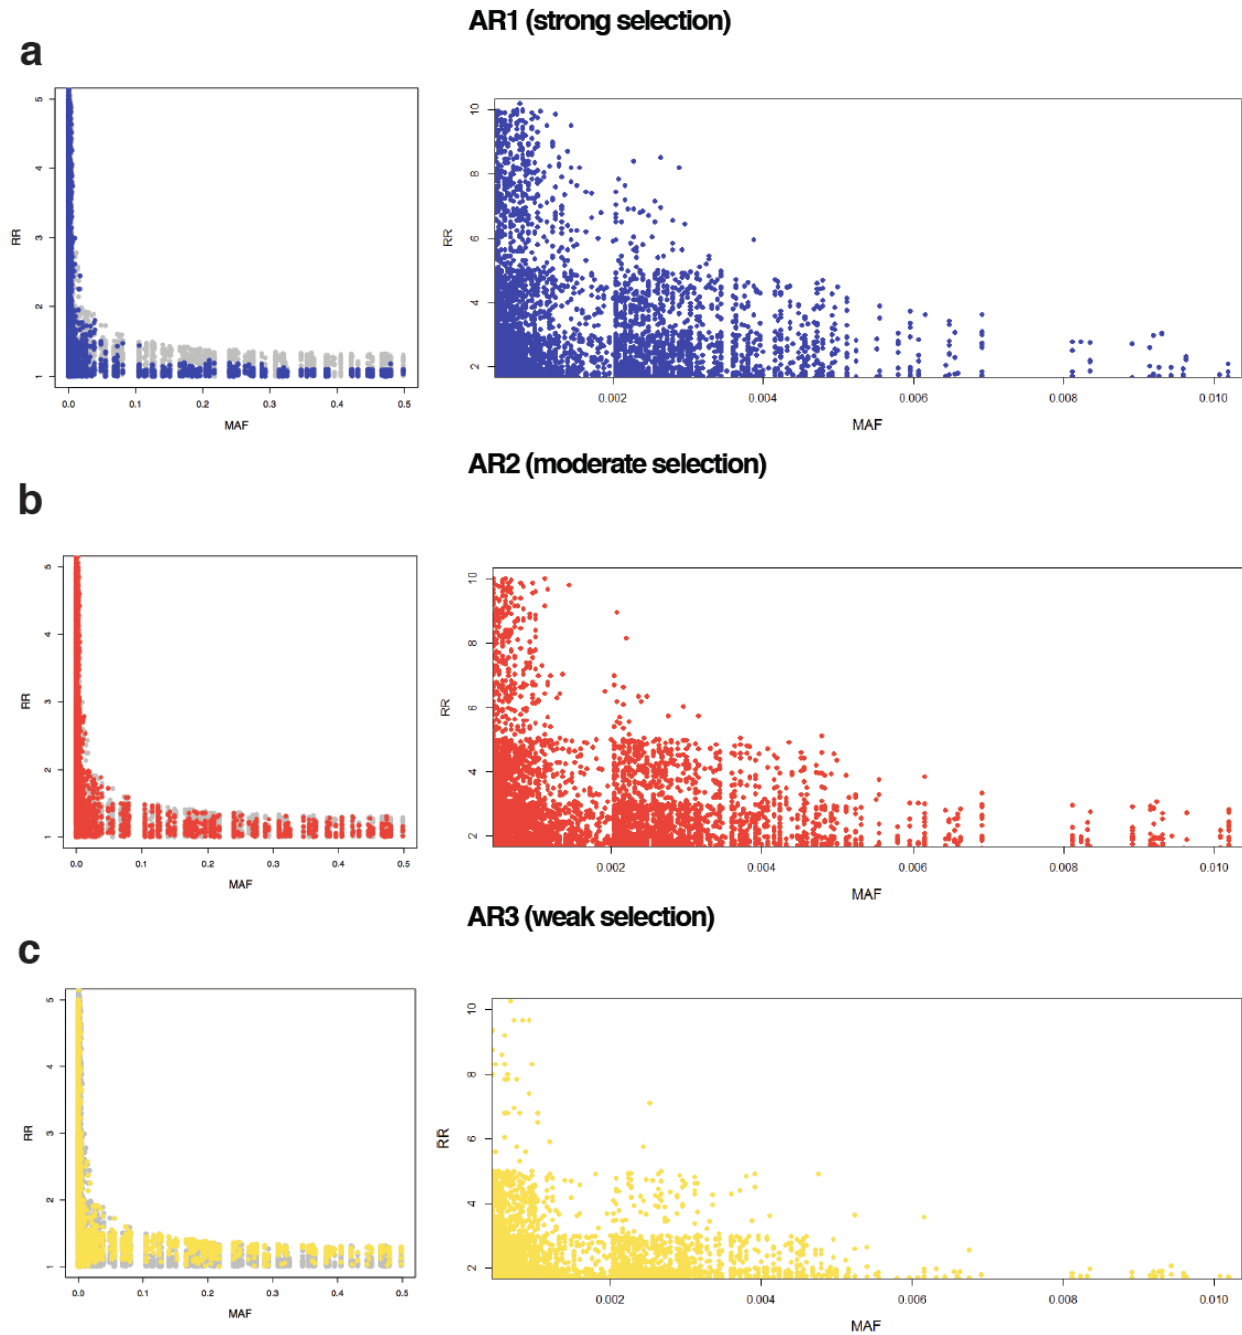 AR1 (strong selection)
a
5
4
3
2
1
RR
0.0 0.1 0.2 0.3 0.4 0.5
MAF
10
8
6
4
2
RR
0.002 0.004 0.006 0.008 0.010
MAF
AR2 (moderate selection)
b
5
4
3
2
1
RR
0.0 0.1 0.2 0.3 0.4 0.5
MAF
10
8
6
4
2
RR
0.002 0.004 0.006 0.008 0.010
MAF
AR3 (weak selection)
c
5
4
3
2
1
RR
0.0 0.1 0.2 0.3 0.4 0.5
MAF
10
8
6
4
2
RR
0.002 0.004 0.006 0.008 0.010
MAF